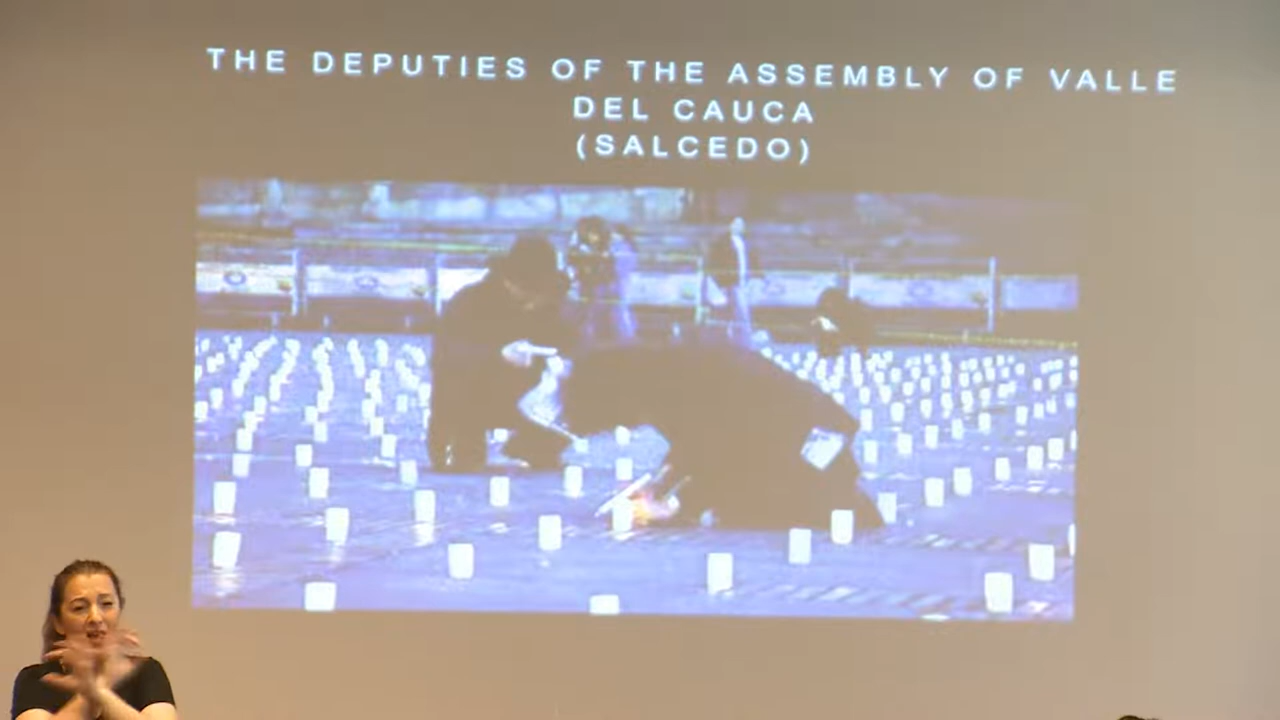 THE DEPUTIES OF THE ASSEMBLY OF VALLE
DEL CAUCA
(SALCEDO)